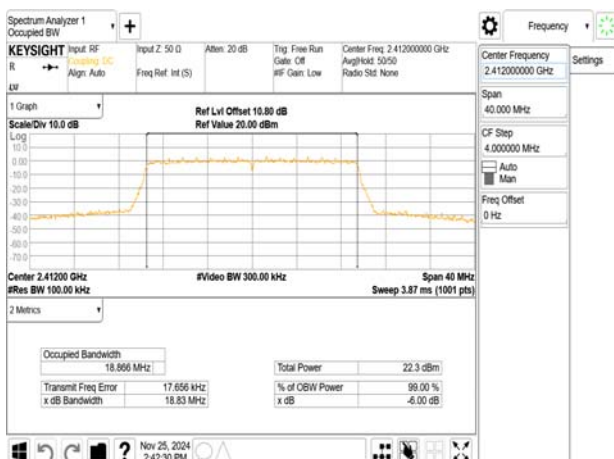 Spectrum Analyzer 1
Occupied BW
Frequency
KEYSIGHT
R
LXI
Input: RF
Coupling: DC
Align: Auto
Input Z: 50 Ω
Freq Ref: Int (S)
Atten: 20 dB
Trig: Free Run
Gate: Off
#IF Gain: Low
Center Freq: 2.412000000 GHz
Avg|Hold: 50/50
Radio Std: None
Center Frequency
2.412000000 GHz
Settings
Span
40.000 MHz
CF Step
4.000000 MHz
Auto
Man
Freq Offset
0 Hz
1 Graph
Scale/Div 10.0 dB
Ref Lvl Offset 10.80 dB
Ref Value 20.00 dBm
Log
10.0
0.00
-10.0
-20.0
-30.0
-40.0
-50.0
-60.0
-70.0
Center 2.41200 GHz
#Res BW 100.00 kHz
#Video BW 300.00 kHz
Span 40 MHz
Sweep 3.87 ms (1001 pts)
2 Metrics
Occupied Bandwidth
18.866 MHz
Total Power 22.3 dBm
Transmit Freq Error 17.656 kHz
% of OBW Power 99.00 %
x dB Bandwidth 18.83 MHz
x dB -6.00 dB
?
Nov 25, 2024
2:42:30 PM